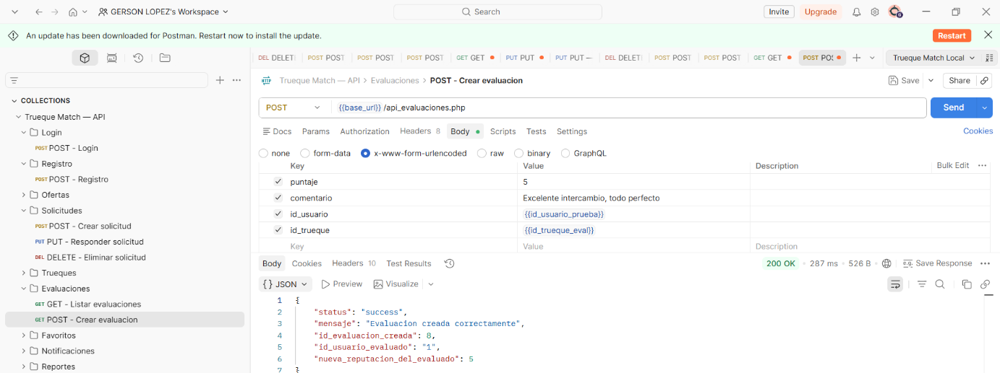 GERSON LOPEZ's Workspace
Search
Invite
Upgrade
An update has been downloaded for Postman. Restart now to install the update.
Restart
DEL DELETI
POST POST
POST POST
POST POST
GET GET
PUT PUT
PUT PUT —
DEL DELETI
POST POST
POST POST
GET GET
POST POS
Trueque Match Local
COLLECTIONS
Trueque Match — API
Login
POST POST - Login
Registro
POST POST - Registro
Ofertas
Solicitudes
POST POST - Crear solicitud
PUT PUT - Responder solicitud
DEL DELETE - Eliminar solicitud
Trueques
Evaluaciones
GET GET - Listar evaluaciones
GET POST - Crear evaluacion
Favoritos
Notificaciones
Reportes
HTTP Trueque Match — API > Evaluaciones > POST - Crear evaluacion
Save
Share
POST
{{base_url}} /api_evaluaciones.php
Send
Docs Params Authorization Headers 8 Body Scripts Tests Settings
Cookies
none form-data x-www-form-urlencoded raw binary GraphQL
Key Value Description Bulk Edit
puntaje 5
comentario Excelente intercambio, todo perfecto
id_usuario {{id_usuario_prueba}}
id_trueque {{id_trueque_eval}}
Key Value Description
Body Cookies Headers 10 Test Results
200 OK • 287 ms • 526 B
e.g. Save Response
{} JSON Preview Visualize
1 {
2 "status": "success",
3 "mensaje": "Evaluacion creada correctamente",
4 "id_evaluacion_creada": 8,
5 "id_usuario_evaluado": "1",
6 "nueva_reputacion_del_evaluado": 5
7 }